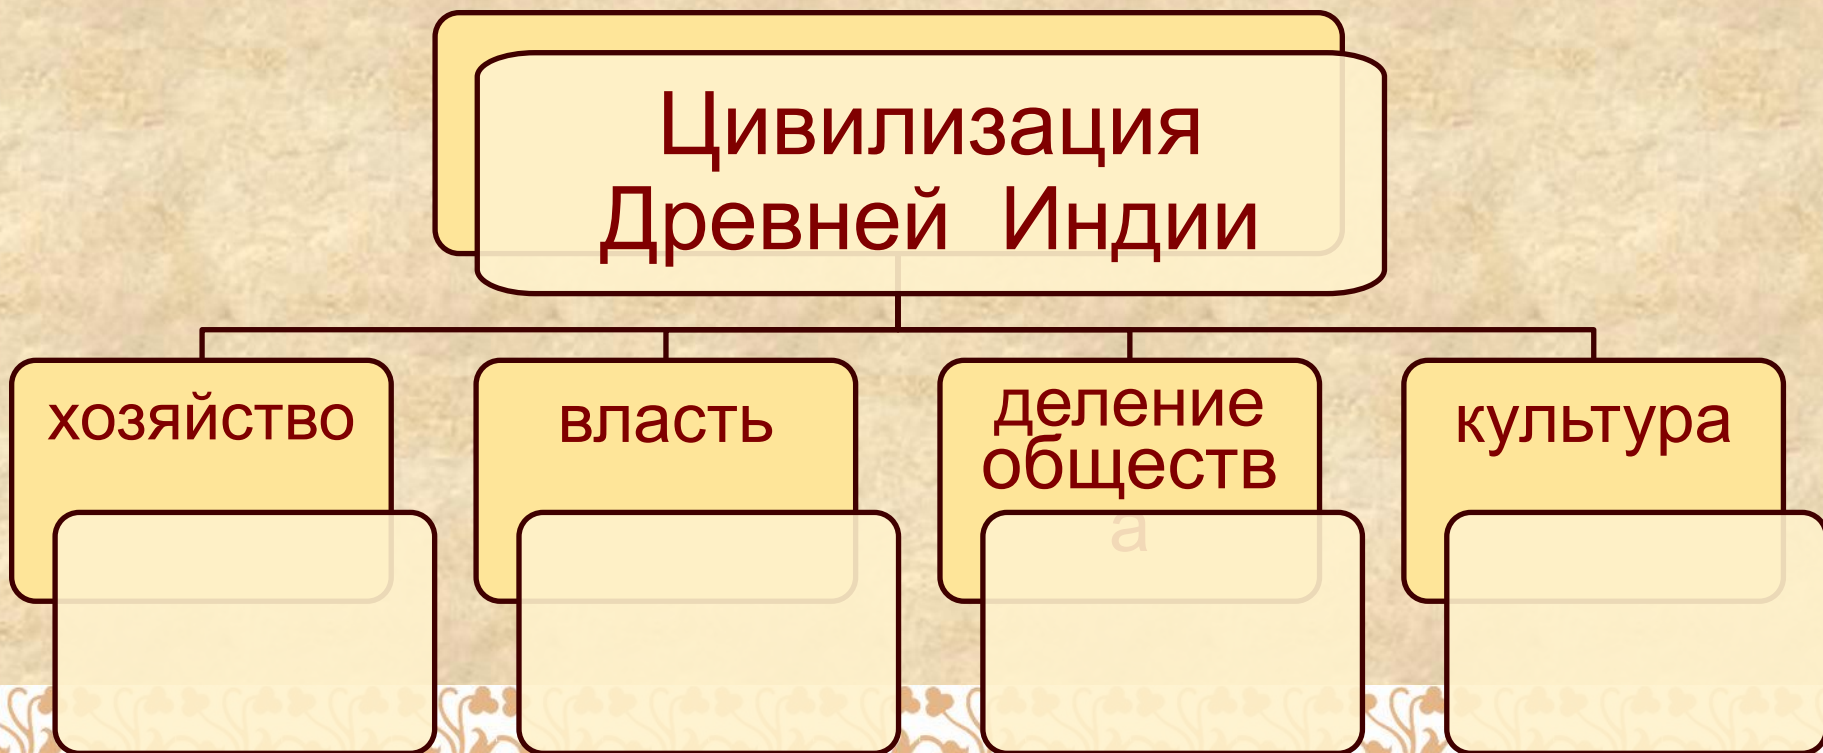 Цивилизация
Древней Индии
хозяйство
власть
деление
обществ
а
культура